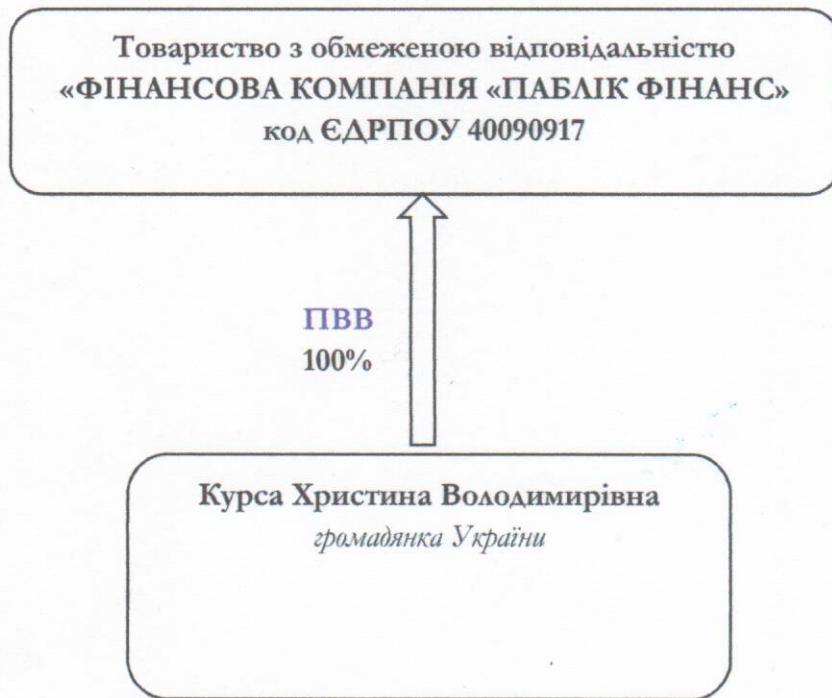 Товариство з обмеженою відповідальністю
«ФІНАНСОВА КОМПАНІЯ «ПАБЛІК ФІНАНС»
код ЄДРПОУ 40090917
ПВВ
100%
Курса Христина Володимирівна
громадянка України